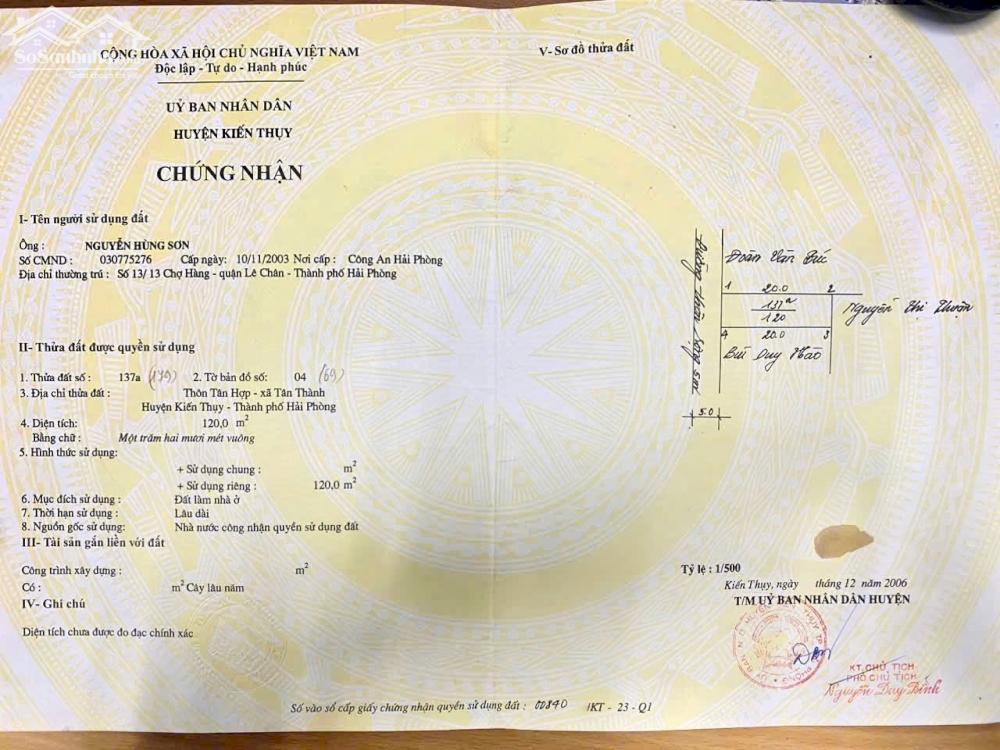 SoSanhnha
CỘNG HÒA XÃ HỘI CHỦ NGHĨA VIỆT NAM
Độc lập - Tự do - Hạnh phúc
UỶ BAN NHÂN DÂN
HUYỆN KIẾN THỤY
CHỨNG NHẬN
I- Tên người sử dụng đất
Ông : NGUYỄN HÙNG SƠN
Số CMND : 030775276 Cấp ngày: 10/11/2003 Nơi cấp : Công An Hải Phòng
Địa chỉ thường trú : Số 13/ 13 Chợ Hàng - quận Lê Chân - Thành phố Hải Phòng
II- Thửa đất được quyền sử dụng
1. Thửa đất số : 137a (179) 2. Tờ bản đồ số: 04 (69)
3. Địa chỉ thửa đất : Thôn Tân Hợp - xã Tân Thành
Huyện Kiến Thụy - Thành phố Hải Phòng
4. Diện tích: 120,0 m2
Bằng chữ : Một trăm hai mươi mét vuông
5. Hình thức sử dụng:
+ Sử dụng chung : m2
+ Sử dụng riêng : 120,0 m2
6. Mục đích sử dụng : Đất làm nhà ở
7. Thời hạn sử dụng: Lâu dài
8. Nguồn gốc sử dụng: Nhà nước công nhận quyền sử dụng đất
III- Tài sản gắn liền với đất
Công trình xây dựng : m2
Có : m2 Cây lâu năm
IV- Ghi chú
Diện tích chưa được đo đạc chính xác
V- Sơ đồ thửa đất
Đoàn Văn Búc
1 20.0 2
137a
120
Nguyễn Thị Thuận
4 20.0 3
Bùi Duy Hào
Đường thôn
5.0
Tỷ lệ : 1/500
Kiến Thụy, ngày tháng 12 năm 2006
T/M UỶ BAN NHÂN DÂN HUYỆN
KT.CHỦ TỊCH
PHÓ CHỦ TỊCH
Nguyễn Duy Bình
Số vào sổ cấp giấy chứng nhận quyền sử dụng đất : 00840 /KT - 23 - Q1